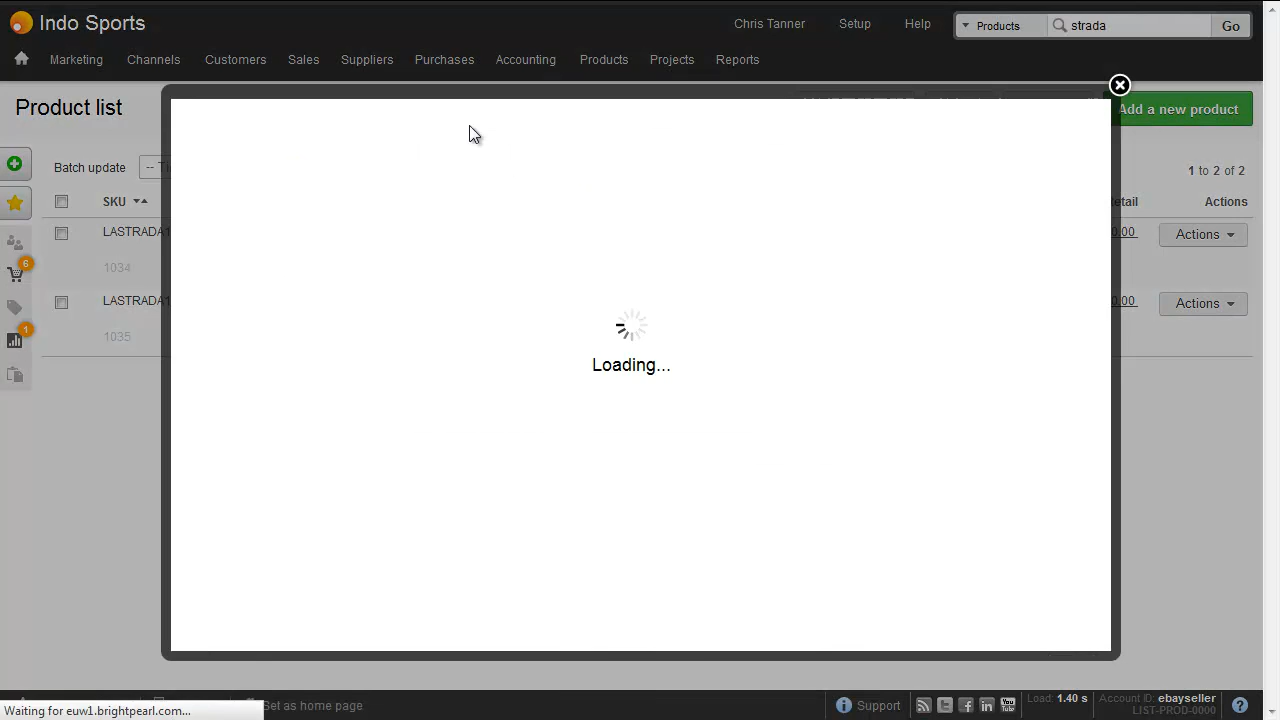 Indo Sports
Chris Tanner
Setup
Help
Products
strada
Go
Marketing
Channels
Customers
Sales
Suppliers
Purchases
Accounting
Products
Projects
Reports
Product list
Add a new product
Batch update
1 to 2 of 2
SKU
Actions
LASTRADA1
Actions
1034
LASTRADA1
Actions
1035
6
1
Loading...
Set as home page
Support
Load: 1.40 s
Account ID: ebayseller
LIST-PROD-0000
Waiting for euw1.brightpearl.com...